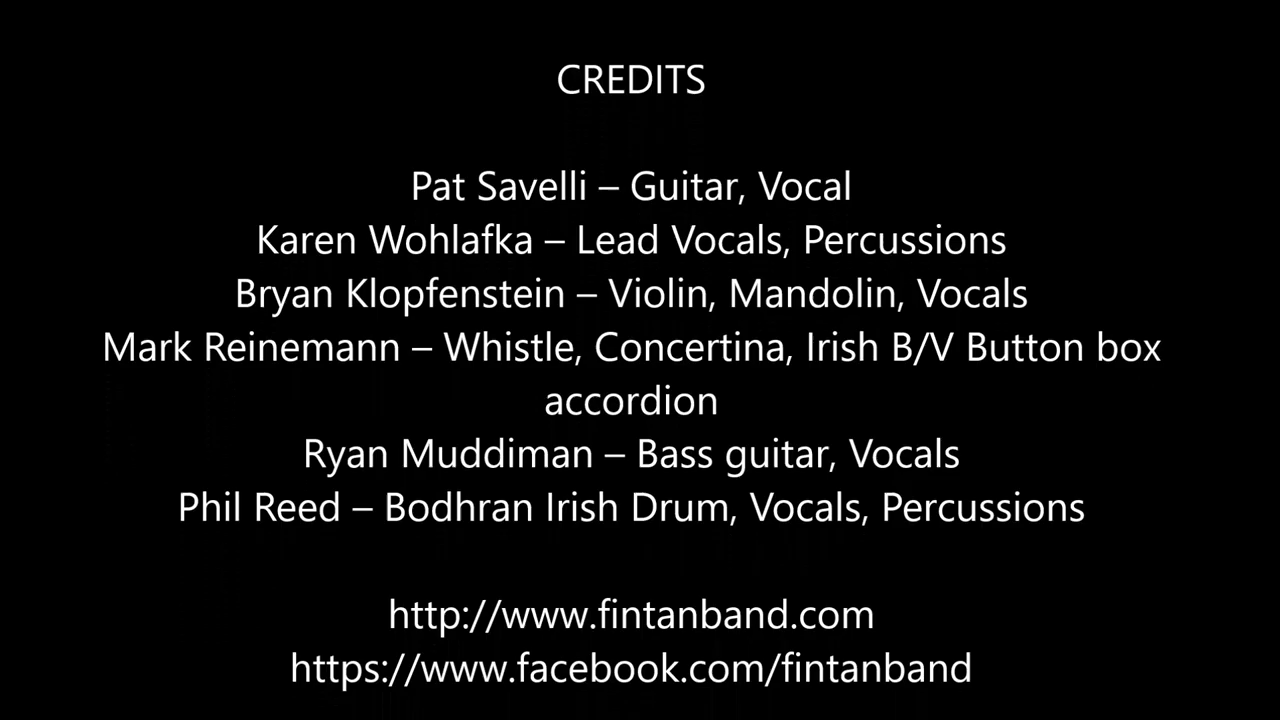 CREDITS
Pat Savelli – Guitar, Vocal
Karen Wohlafka – Lead Vocals, Percussions
Bryan Klopfenstein – Violin, Mandolin, Vocals
Mark Reinemann – Whistle, Concertina, Irish B/V Button box
accordion
Ryan Muddiman – Bass guitar, Vocals
Phil Reed – Bodhran Irish Drum, Vocals, Percussions
http://www.fintanband.com
https://www.facebook.com/fintanband